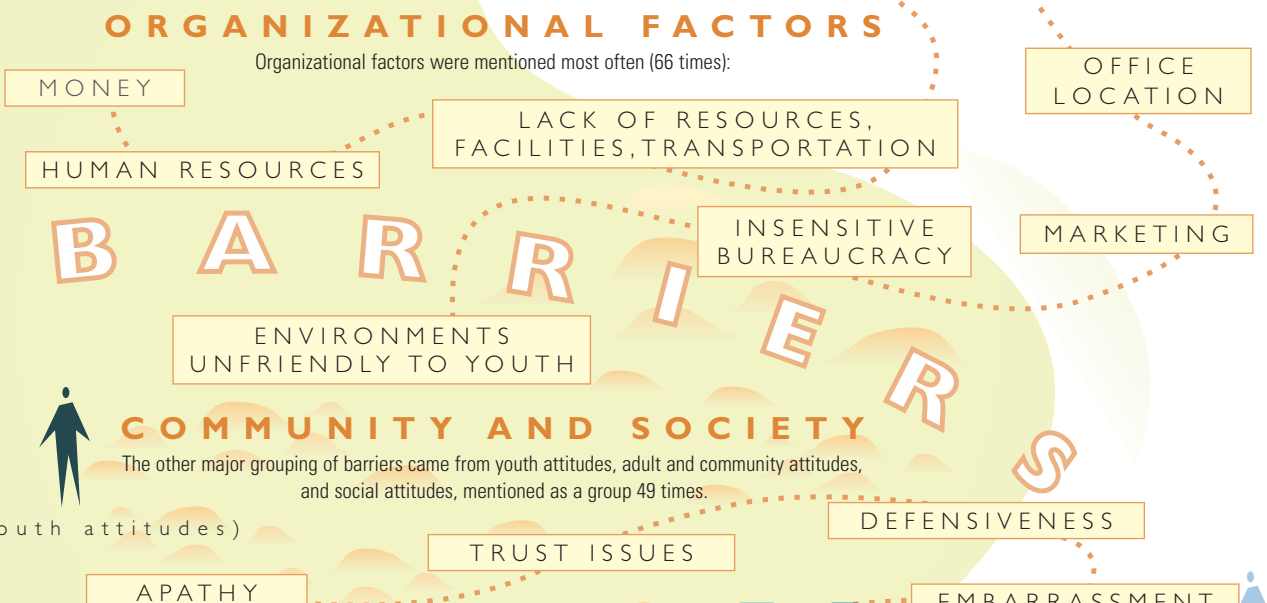 ORGANIZATIONAL FACTORS
Organizational factors were mentioned most often (66 times):
MONEY
HUMAN RESOURCES
LACK OF RESOURCES,
FACILITIES,TRANSPORTATION
OFFICE
LOCATION
INSENSITIVE
BUREAUCRACY
MARKETING
BARRIERS
ENVIRONMENTS
UNFRIENDLY TO YOUTH
COMMUNITY AND SOCIETY
The other major grouping of barriers came from youth attitudes, adult and community attitudes,
and social attitudes, mentioned as a group 49 times.
outh attitudes)
DEFENSIVENESS
TRUST ISSUES
APATHY
EMBARRASSMENT